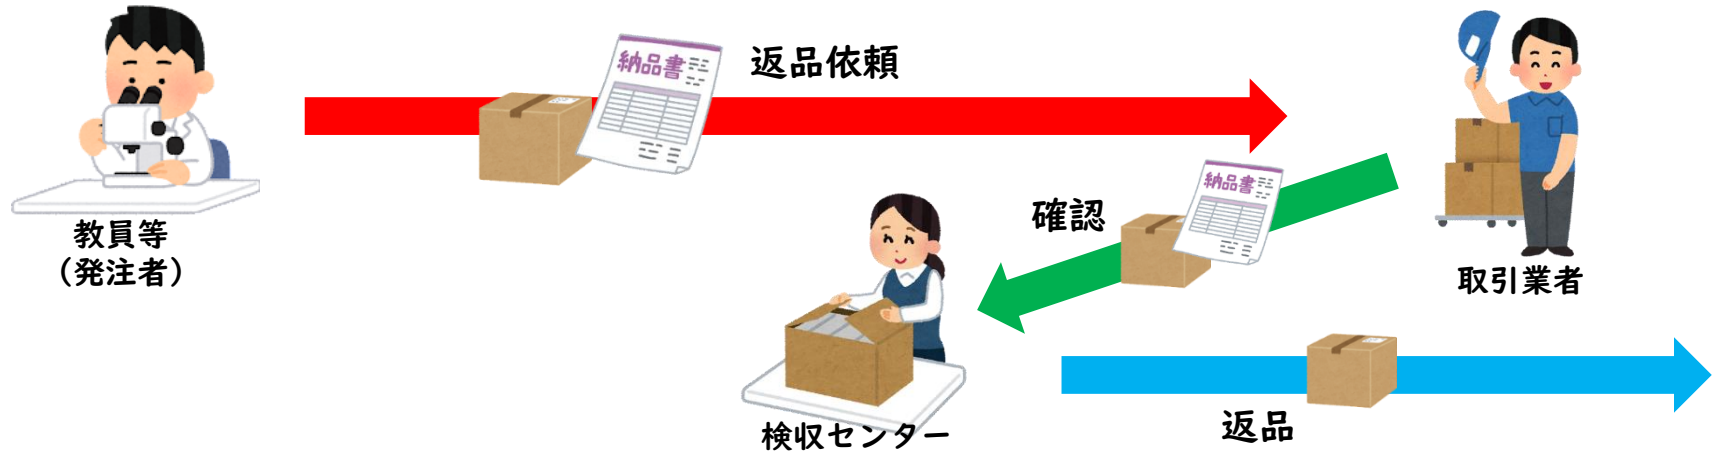 納品書
返品依頼
教員等
（発注者）
納品書
確認
取引業者
検収センター
返品